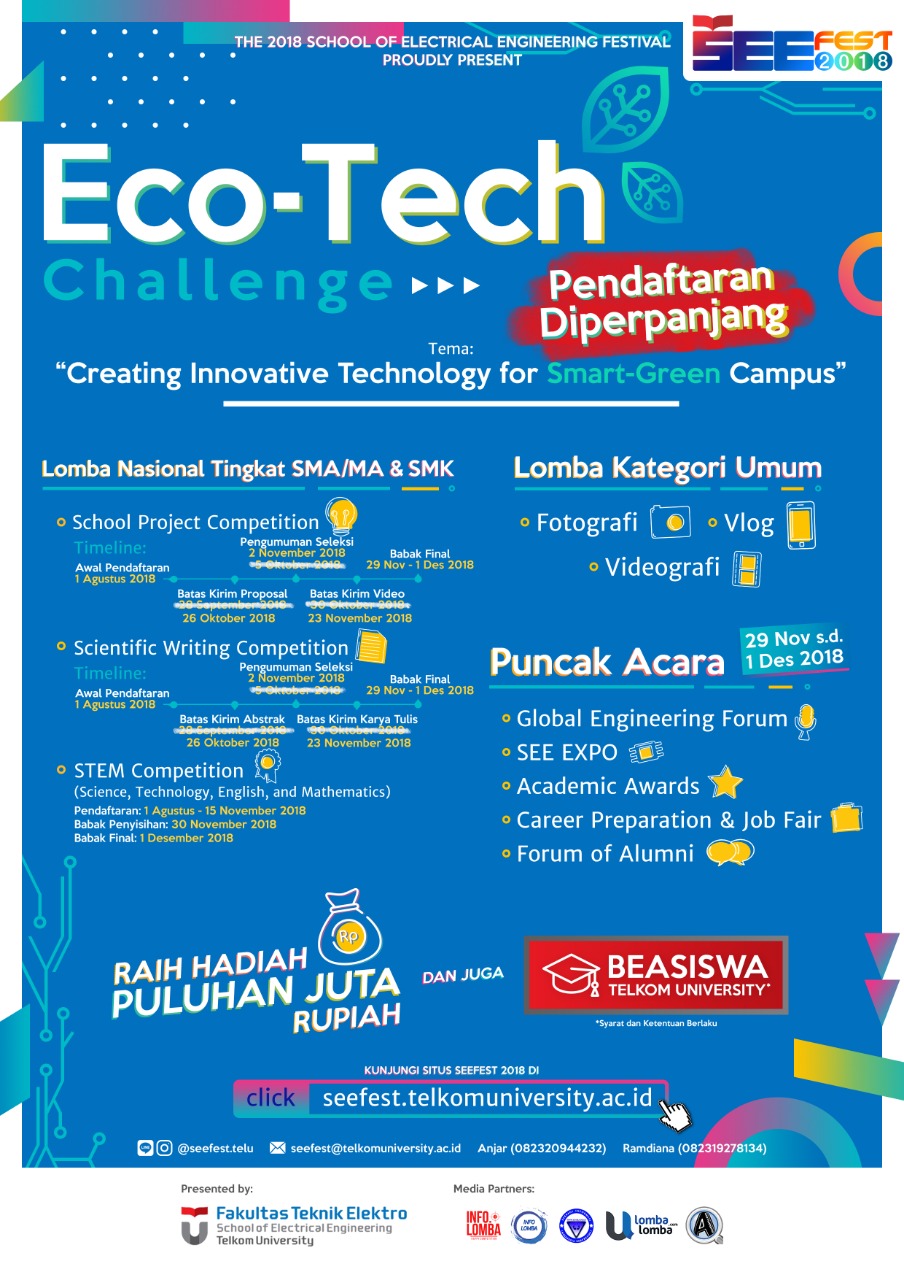 THE 2018 SCHOOL OF ELECTRICAL ENGINEERING FESTIVAL
PROUDLY PRESENT
SEE FEST 2018
Eco-Tech
Challenge
Pendaftaran
Diperpanjang
Tema:
“Creating Innovative Technology for Smart-Green Campus”
Lomba Nasional Tingkat SMA/MA & SMK
School Project Competition
Timeline:
Pengumuman Seleksi
2 November 2018
5 Oktober 2018
Babak Final
29 Nov - 1 Des 2018
Awal Pendaftaran
1 Agustus 2018
Batas Kirim Proposal
28 September 2018
26 Oktober 2018
Batas Kirim Video
30 Oktober 2018
23 November 2018
Scientific Writing Competition
Timeline:
Pengumuman Seleksi
2 November 2018
5 Oktober 2018
Babak Final
29 Nov - 1 Des 2018
Awal Pendaftaran
1 Agustus 2018
Batas Kirim Abstrak
28 September 2018
26 Oktober 2018
Batas Kirim Karya Tulis
30 Oktober 2018
23 November 2018
STEM Competition
(Science, Technology, English, and Mathematics)
Pendaftaran: 1 Agustus - 15 November 2018
Babak Penyisihan: 30 November 2018
Babak Final: 1 Desember 2018
Lomba Kategori Umum
Fotografi
Vlog
Videografi
Puncak Acara
29 Nov s.d.
1 Des 2018
Global Engineering Forum
SEE EXPO
Academic Awards
Career Preparation & Job Fair
Forum of Alumni
Rp
RAIH HADIAH
PULUHAN JUTA
RUPIAH
DAN JUGA
BEASISWA
TELKOM UNIVERSITY*
*Syarat dan Ketentuan Berlaku
KUNJUNGI SITUS SEEFEST 2018 DI
click seefest.telkomuniversity.ac.id
@seefest.telu seefest@telkomuniversity.ac.id Anjar (082320944232) Ramdiana (082319278134)
Presented by:
Fakultas Teknik Elektro
School of Electrical Engineering
Telkom University
Media Partners:
INFO
LOMBA
INFO
LOMBA
lomba
lomba